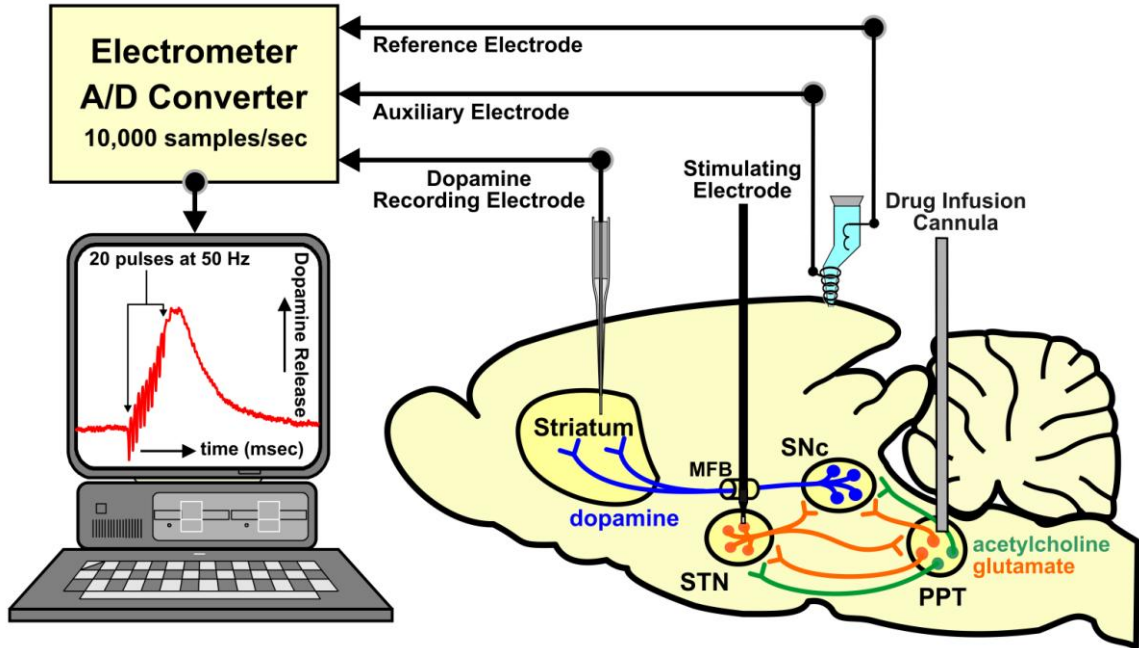 Electrometer
A/D Converter
10,000 samples/sec
Reference Electrode
Auxiliary Electrode
Dopamine
Recording Electrode
Stimulating
Electrode
Drug Infusion
Cannula
20 pulses at 50 Hz
Dopamine Release
time (msec)
Striatum
dopamine
MFB
SNc
STN
PPT
acetylcholine
glutamate